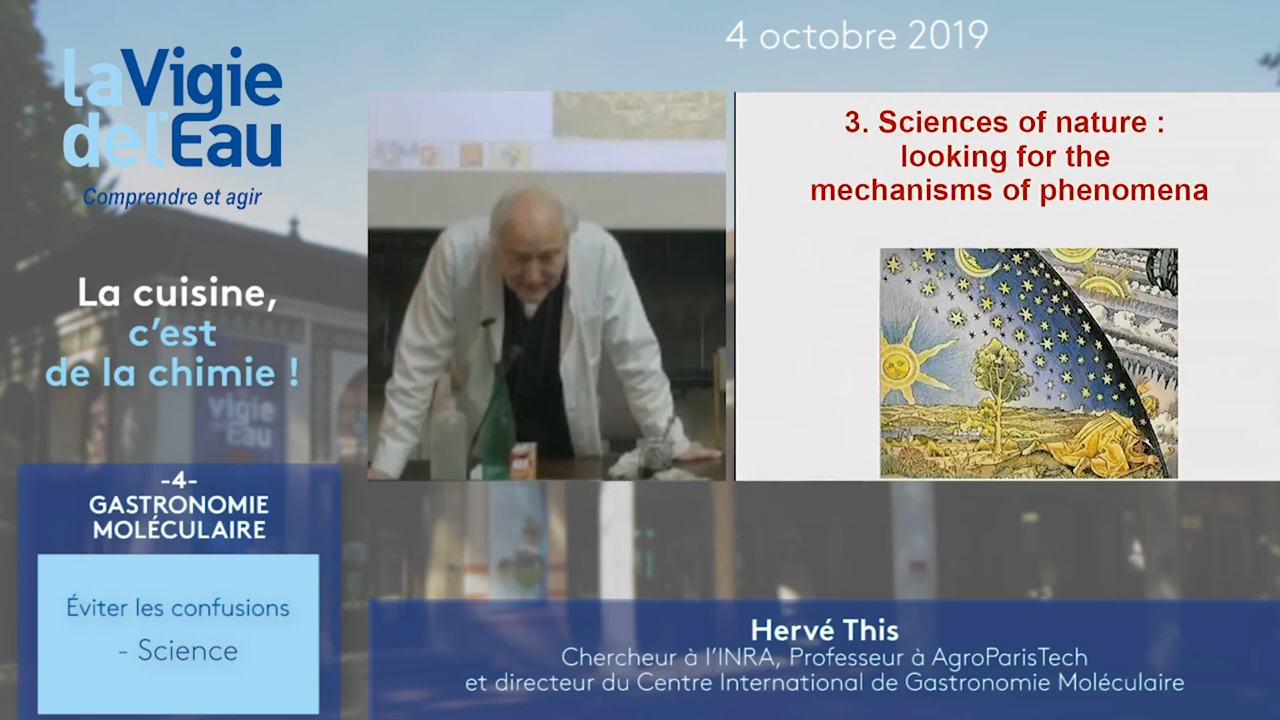 4 octobre 2019
laVigie
del'Eau
Comprendre et agir
La cuisine,
c'est
de la chimie !
vigie
Eau
-4-
GASTRONOMIE
MOLÉCULAIRE
Éviter les confusions
- Science
3. Sciences of nature :
looking for the
mechanisms of phenomena
Hervé This
Chercheur à l'INRA, Professeur à AgroParisTech
et directeur du Centre International de Gastronomie Moléculaire